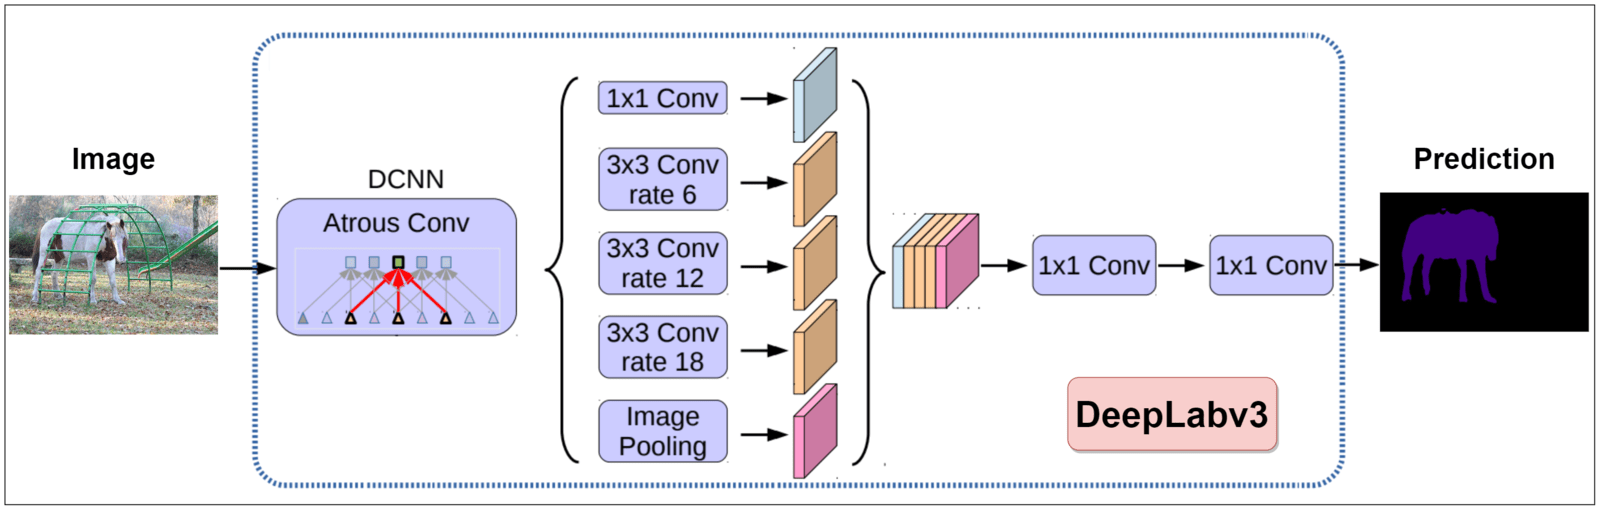 Image
DCNN
Atrous Conv
1x1 Conv
3x3 Conv
rate 6
3x3 Conv
rate 12
3x3 Conv
rate 18
Image
Pooling
1x1 Conv
1x1 Conv
DeepLabv3
Prediction